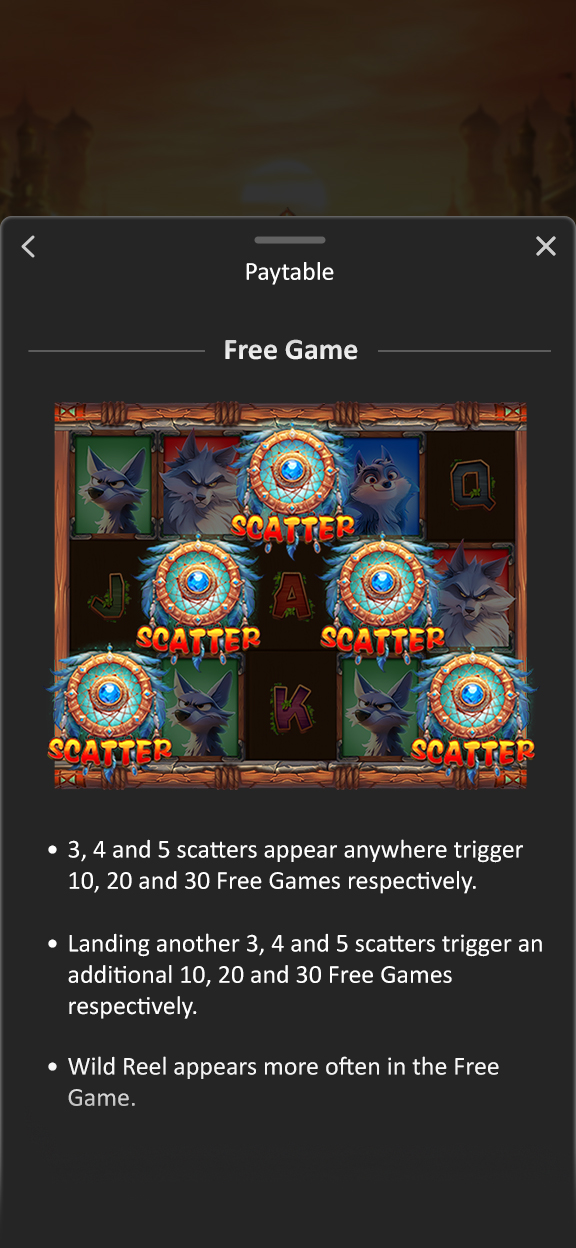 Paytable
Free Game
Q
SCATTER
J
A
SCATTER
SCATTER
K
SCATTER
SCATTER
• 3, 4 and 5 scatters appear anywhere trigger
10, 20 and 30 Free Games respectively.
• Landing another 3, 4 and 5 scatters trigger an
additional 10, 20 and 30 Free Games
respectively.
• Wild Reel appears more often in the Free
Game.